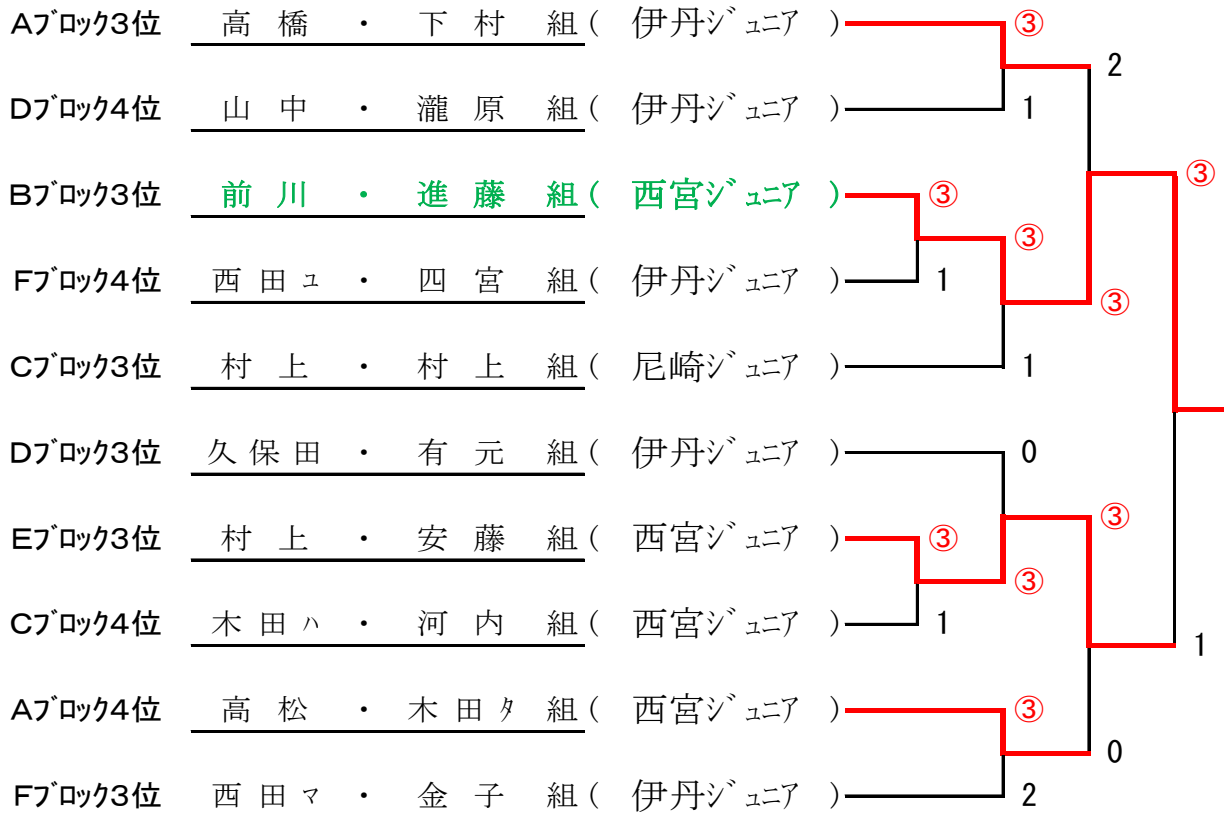 Aﾌﾞﾛｯｸ3位 高橋 ・ 下村 組( 伊丹ｼﾞｭﾆｱ ) ③
2
Dﾌﾞﾛｯｸ4位 山中 ・ 瀧原 組( 伊丹ｼﾞｭﾆｱ ) 1
③
Bﾌﾞﾛｯｸ3位 前川 ・ 進藤 組( 西宮ｼﾞｭﾆｱ ) ③
③
Fﾌﾞﾛｯｸ4位 西田ュ ・ 四宮 組( 伊丹ｼﾞｭﾆｱ ) 1
③
Cﾌﾞﾛｯｸ3位 村上 ・ 村上 組( 尼崎ｼﾞｭﾆｱ ) 1
Dﾌﾞﾛｯｸ3位 久保田 ・ 有元 組( 伊丹ｼﾞｭﾆｱ ) 0
③
Eﾌﾞﾛｯｸ3位 村上 ・ 安藤 組( 西宮ｼﾞｭﾆｱ ) ③
③
Cﾌﾞﾛｯｸ4位 木田ハ ・ 河内 組( 西宮ｼﾞｭﾆｱ ) 1
1
Aﾌﾞﾛｯｸ4位 高松 ・ 木田タ 組( 西宮ｼﾞｭﾆｱ ) ③
0
Fﾌﾞﾛｯｸ3位 西田マ ・ 金子 組( 伊丹ｼﾞｭﾆｱ ) 2